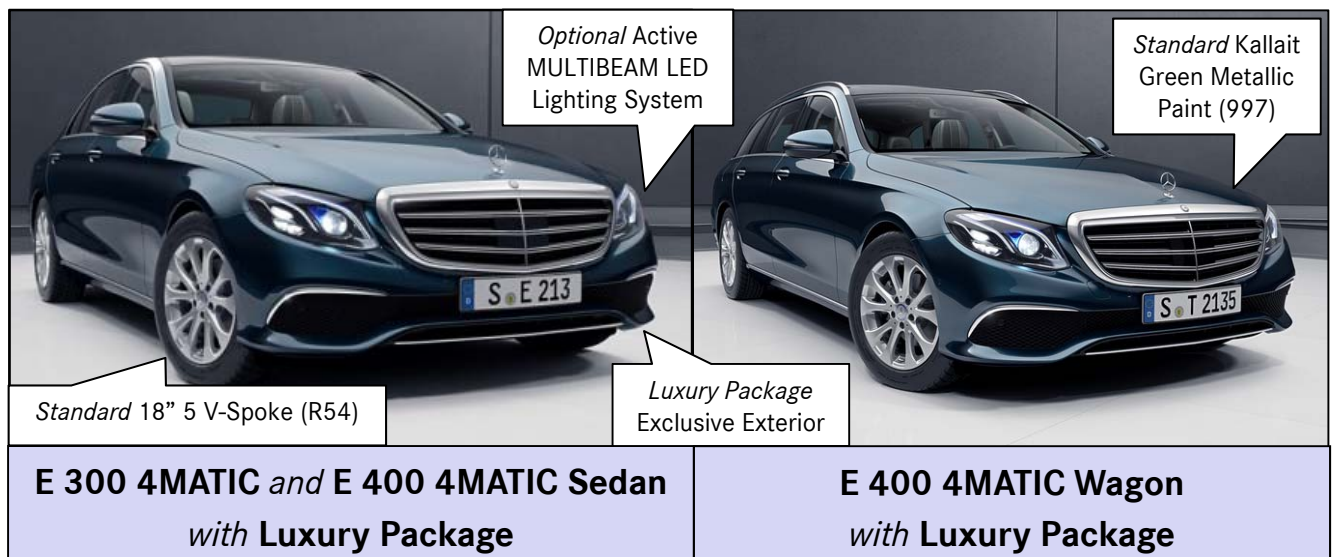 Optional Active
MULTIBEAM LED
Lighting System
Standard Kallait
Green Metallic
Paint (997)
S E 213
S T 2135
D
D
Standard 18” 5 V-Spoke (R54)
Luxury Package
Exclusive Exterior
E 300 4MATIC and E 400 4MATIC Sedan
with Luxury Package
E 400 4MATIC Wagon
with Luxury Package